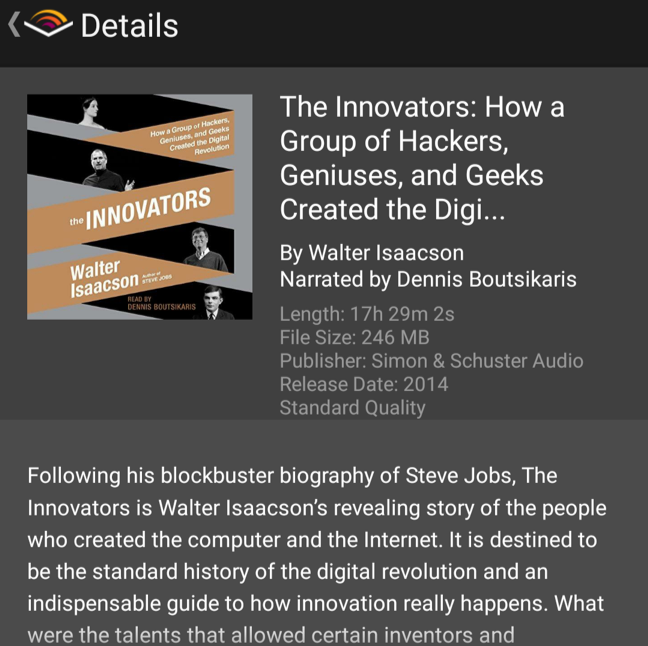 Details
How a Group of Hackers,
Geniuses, and Geeks
Created the Digital
Revolution
the INNOVATORS
Walter
Isaacson
Author of
STEVE JOBS
READ BY
DENNIS BOUTSIKARIS
The Innovators: How a
Group of Hackers,
Geniuses, and Geeks
Created the Digi...
By Walter Isaacson
Narrated by Dennis Boutsikaris
Length: 17h 29m 2s
File Size: 246 MB
Publisher: Simon & Schuster Audio
Release Date: 2014
Standard Quality
Following his blockbuster biography of Steve Jobs, The
Innovators is Walter Isaacson’s revealing story of the people
who created the computer and the Internet. It is destined to
be the standard history of the digital revolution and an
indispensable guide to how innovation really happens. What
were the talents that allowed certain inventors and